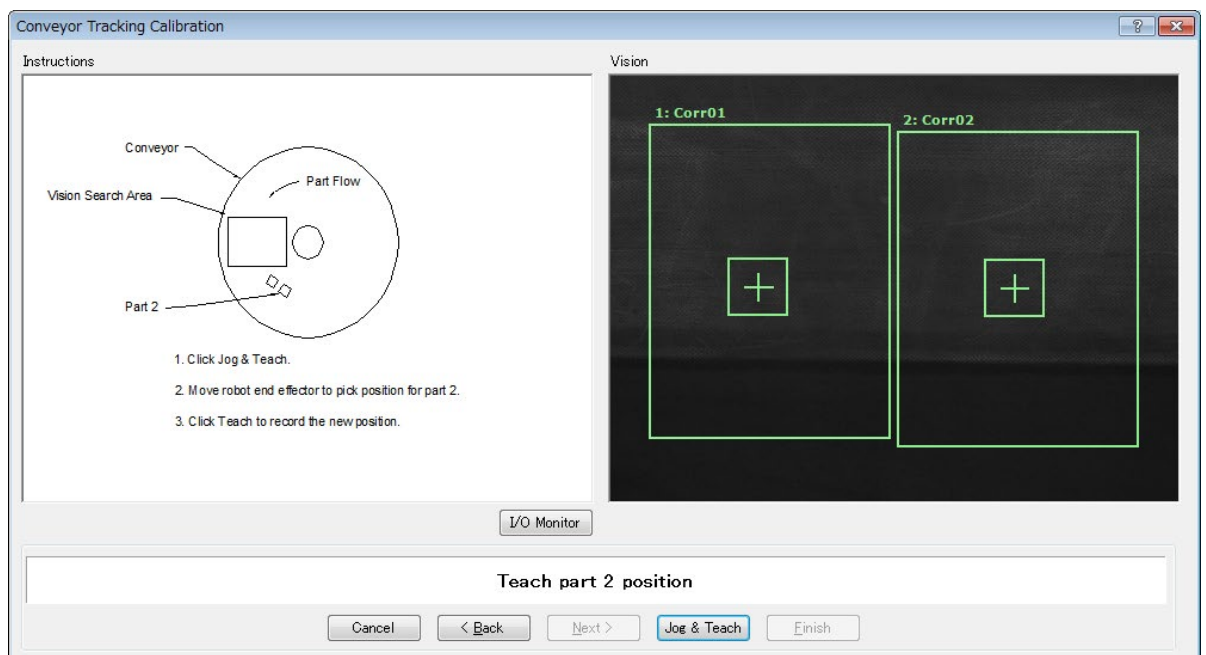 Conveyor Tracking Calibration
Instructions
Vision
Conveyor
Part Flow
Vision Search Area
Part 2
1. Click Jog & Teach.
2. Move robot end effector to pick position for part 2.
3. Click Teach to record the new position.
1: Corr01
2: Corr02
I/O Monitor
Teach part 2 position
Cancel
< Back
Next >
Jog & Teach
Finish